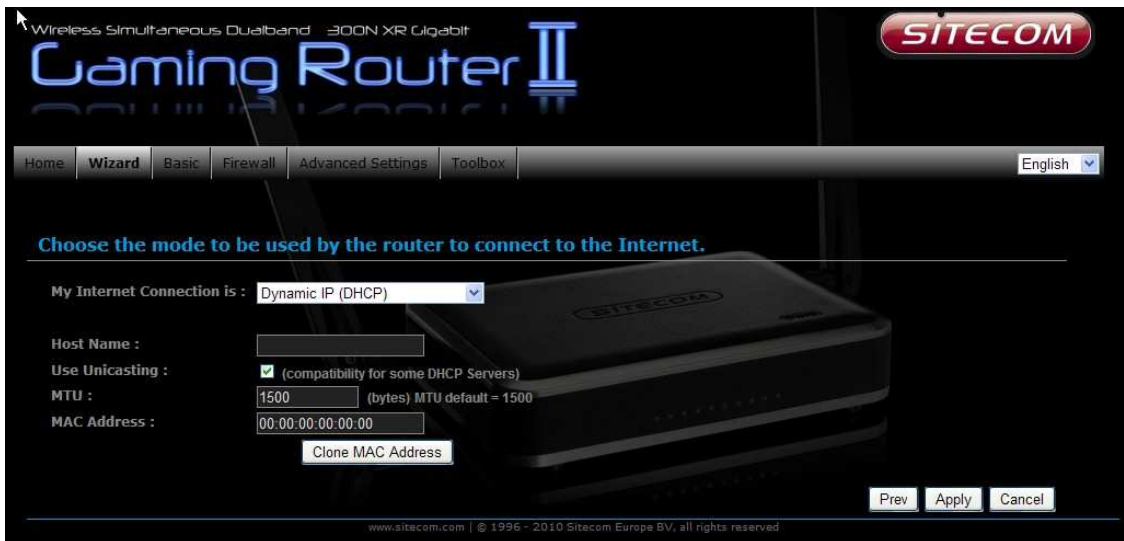 Wireless Simultaneous Dualband 300N XR Gigabit
Gaming Router II
SITECOM
Home Wizard Basic Firewall Advanced Settings Toolbox English
Choose the mode to be used by the router to connect to the Internet.
My Internet Connection is : Dynamic IP (DHCP)
SITECOM
Host Name :
Use Unicasting : (compatibility for some DHCP Servers)
MTU : 1500 (bytes) MTU default = 1500
MAC Address : 00:00:00:00:00:00
Clone MAC Address
Prev Apply Cancel
www.sitecom.com | © 1996 - 2010 Sitecom Europe BV, all rights reserved